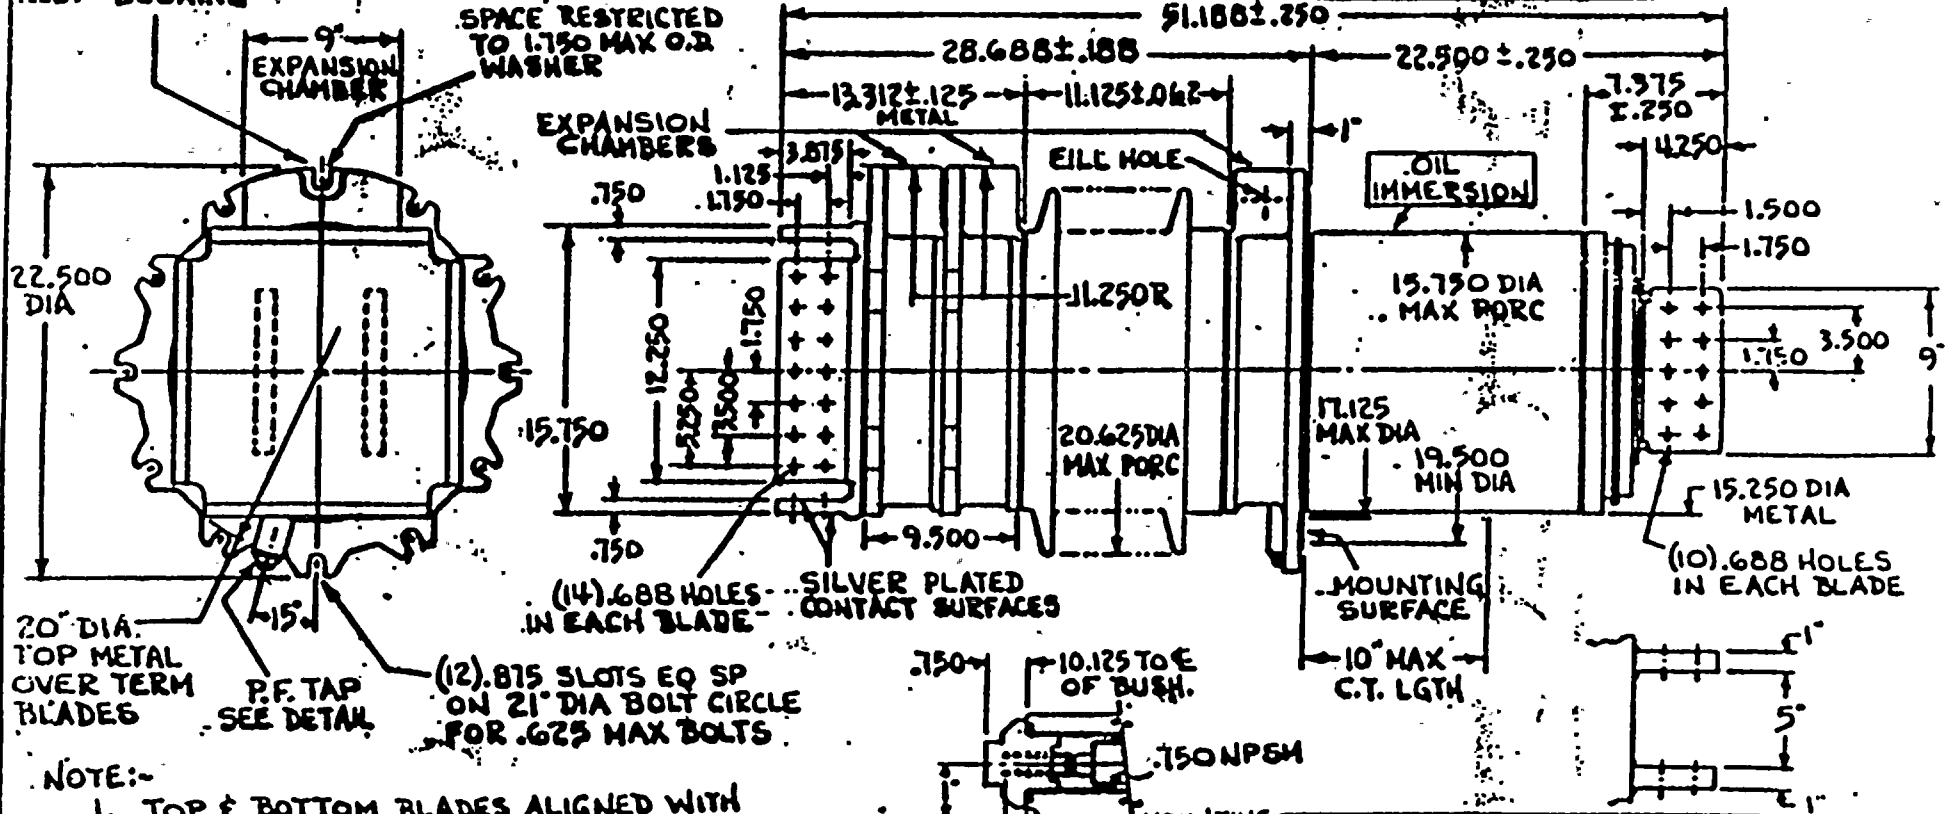 9"
EXPANSION
CHAMBER
SPACE RESTRICTED
TO 1.750 MAX O.D.
WASHER
51.188±.250
28.688±.188
22.500±.250
13.312±.125
METAL
11.125±.062
7.375
±.250
EXPANSION
CHAMBERS
3.875
1.125
1.750
.750
FILL HOLE
1"
OIL
IMMERSION
4.250
1.500
1.750
22.500
DIA
11.250R
15.750 DIA
MAX PORC
12.250
1.750
5.250
3.500
15.750
20.625 DIA
MAX PORC
17.125
MAX DIA
19.500
MIN DIA
1.750
3.500
9"
15.250 DIA
METAL
.750
9.500
(14).688 HOLES
IN EACH BLADE
SILVER PLATED
CONTACT SURFACES
MOUNTING
SURFACE
(10).688 HOLES
IN EACH BLADE
15°
20" DIA.
TOP METAL
OVER TERM
BLADES
P.F. TAP
SEE DETAIL
(12).875 SLOTS EQ SP
ON 21" DIA BOLT CIRCLE
FOR .625 MAX BOLTS
.750
10.125 TO ℄
OF BUSH.
10" MAX
C.T. LGTH
1"
5"
1"
.750 NPSM
NOTE:-
1. TOP & BOTTOM BLADES ALIGNED WITH